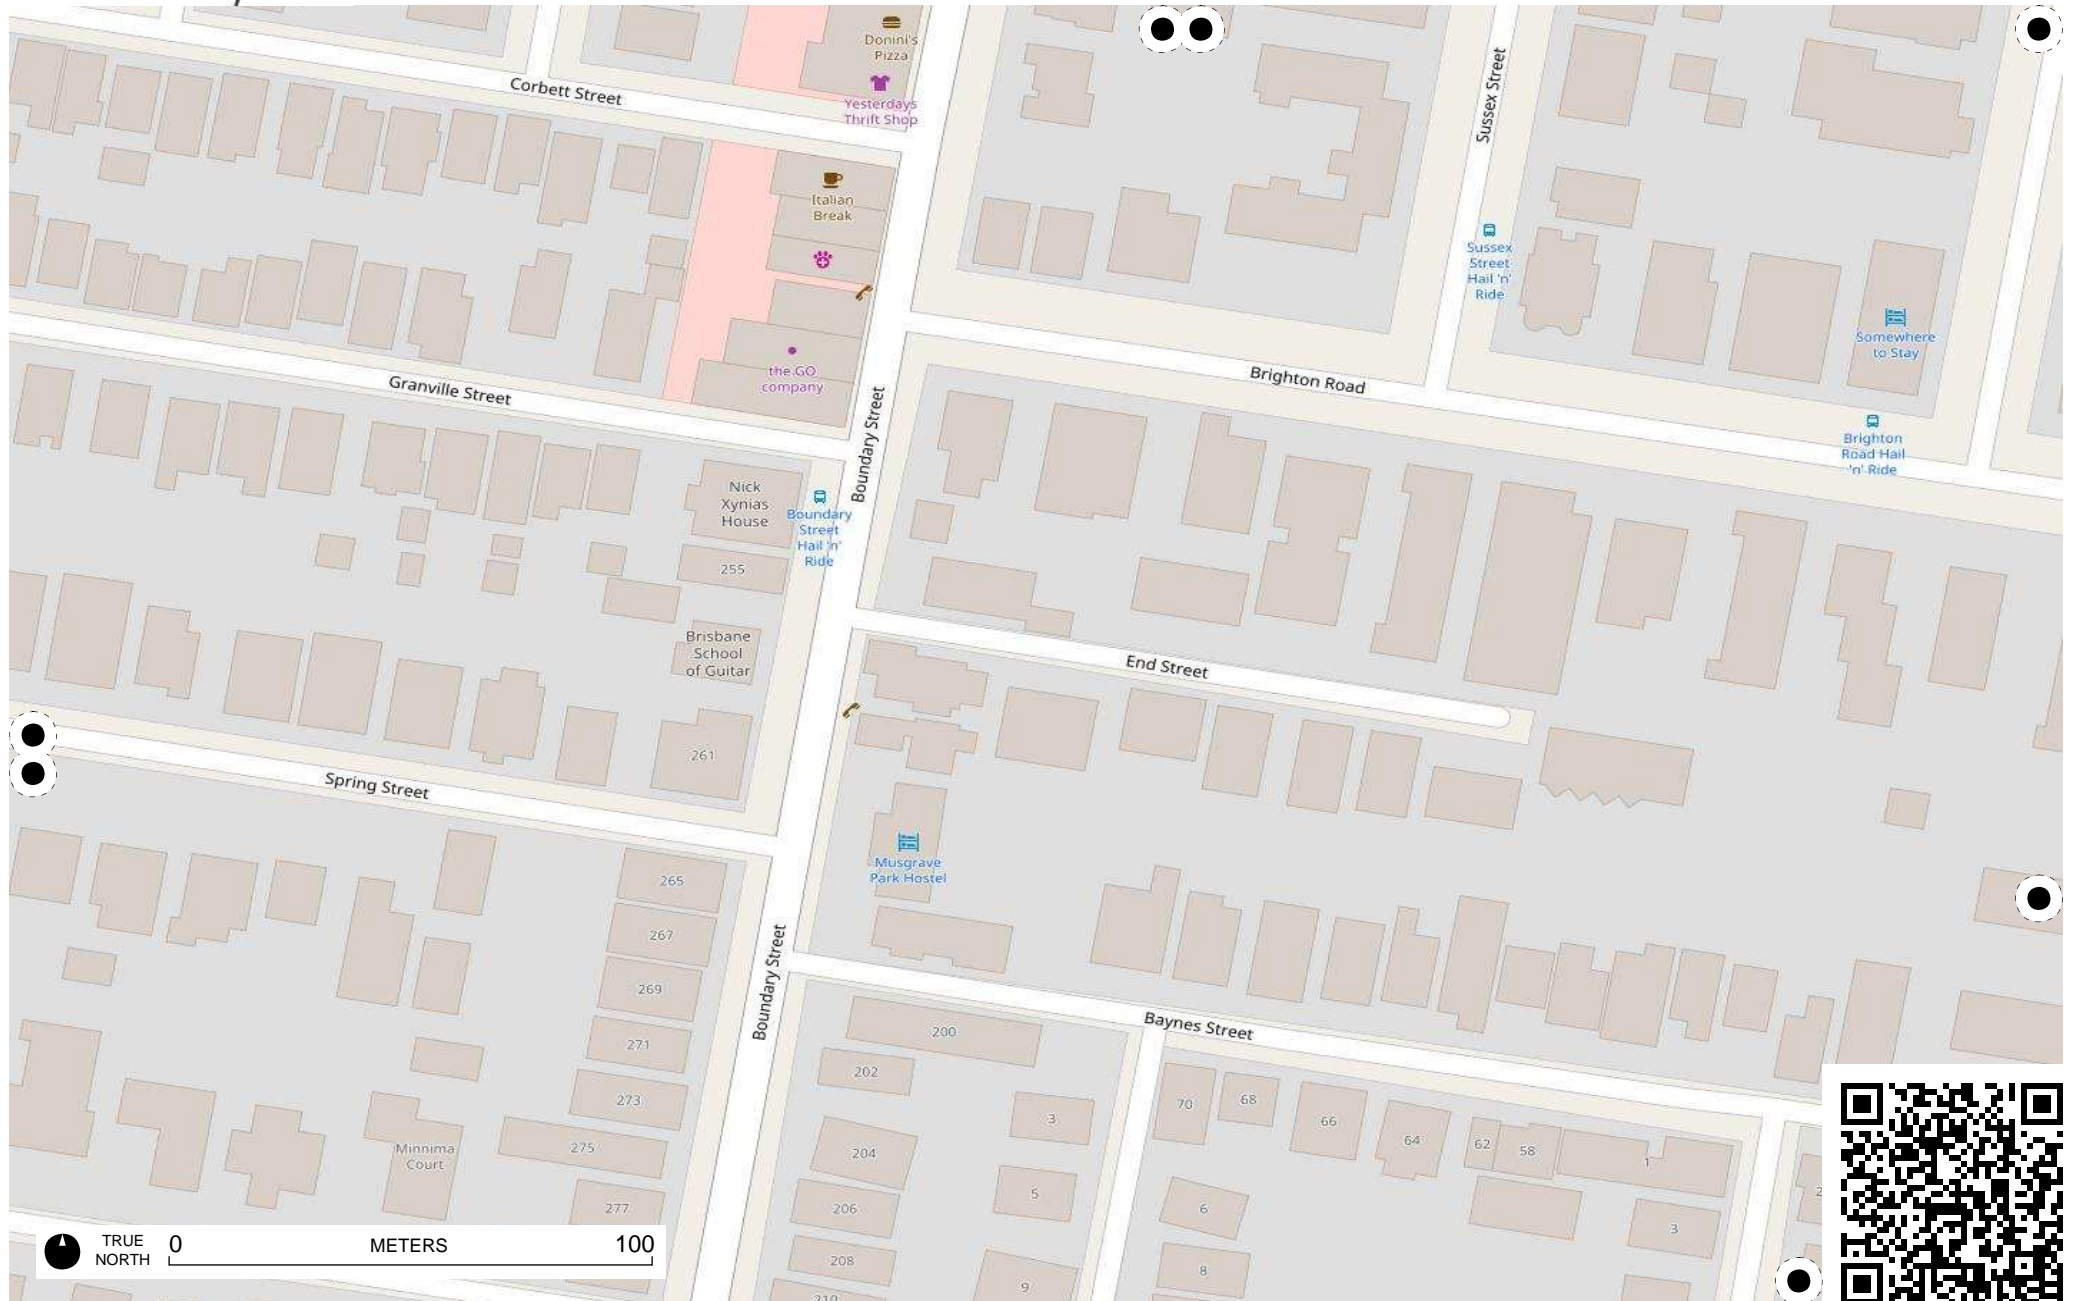 Donini's
Pizza
Corbett Street
Yesterdays
Thrift Shop
Sussex Street
Italian
Break
Sussex
Street
Hail 'n'
Ride
Somewhere
to Stay
the GO
company
Granville Street
Boundary Street
Brighton Road
Brighton
Road Hail
'n' Ride
Nick
Xynias
House
Boundary
Street
Hail 'n'
Ride
255
Brisbane
School
of Guitar
End Street
261
Spring Street
Musgrave
Park Hostel
265
267
269
271
273
275
277
Boundary Street
Baynes Street
200
202
204
206
208
210
3
5
9
70
68
66
64
62
58
1
6
8
3
2
Minnima
Court
TRUE
NORTH
0 METERS 100